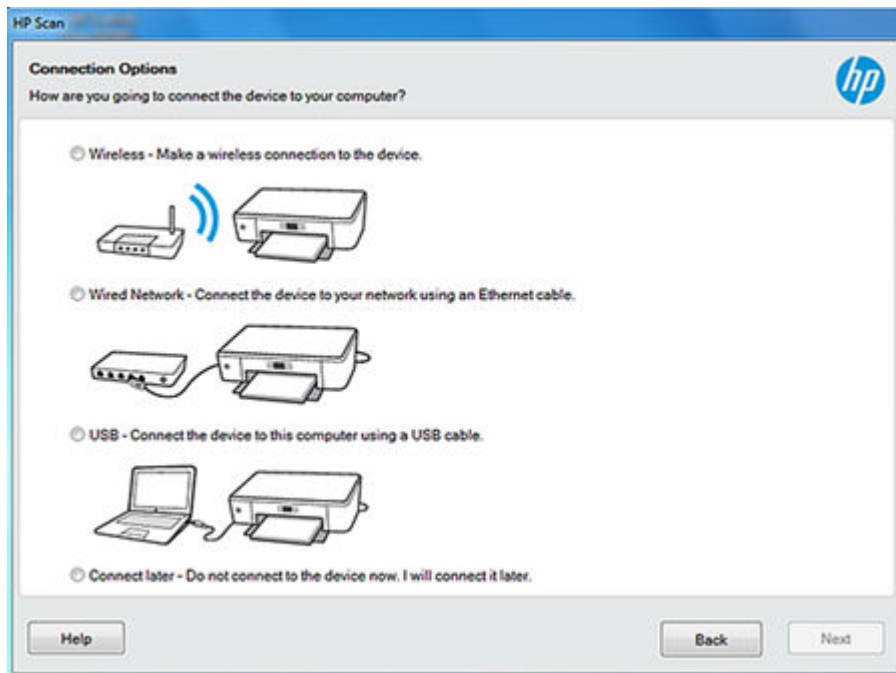 HP Scan
Connection Options
How are you going to connect the device to your computer?
hp
Wireless - Make a wireless connection to the device.
Wired Network - Connect the device to your network using an Ethernet cable.
USB - Connect the device to this computer using a USB cable.
Connect later - Do not connect to the device now. I will connect it later.
Help
Back
Next